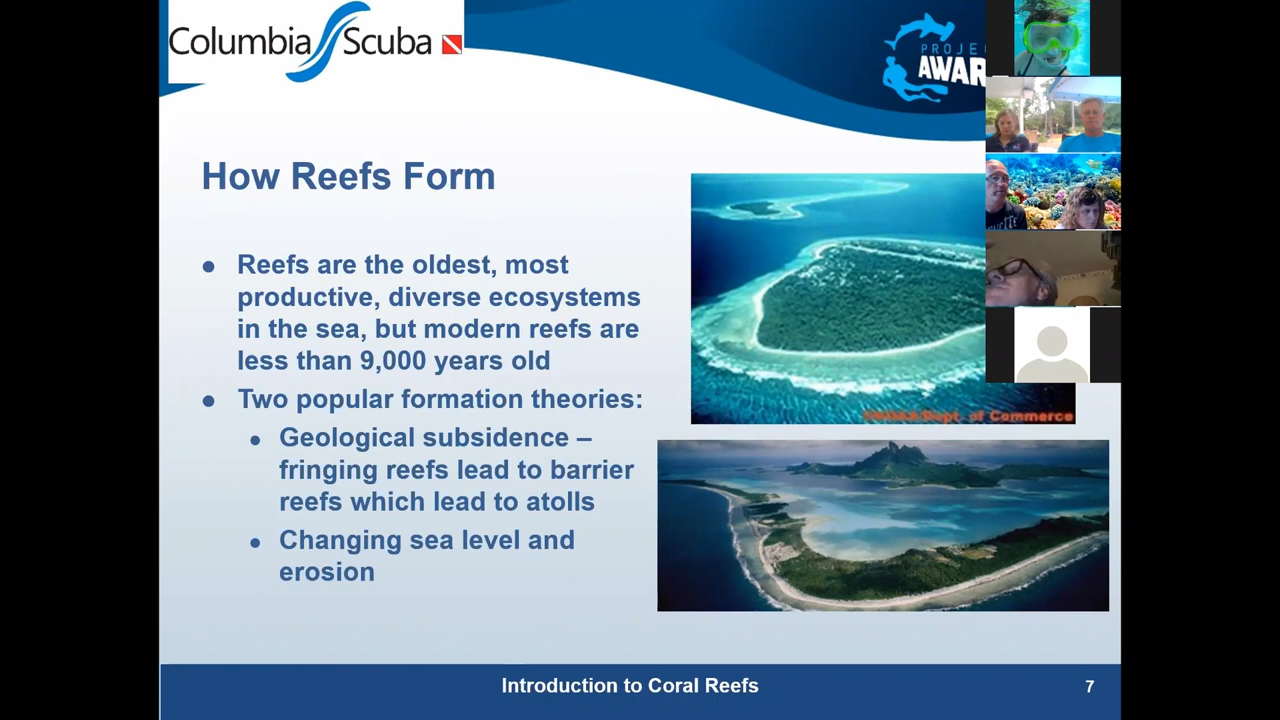 Columbia Scuba
PROJE
AWAR
How Reefs Form
Reefs are the oldest, most
productive, diverse ecosystems
in the sea, but modern reefs are
less than 9,000 years old
Two popular formation theories:
Geological subsidence –
fringing reefs lead to barrier
reefs which lead to atolls
Changing sea level and
erosion
Dept. of Commerce
Introduction to Coral Reefs
7